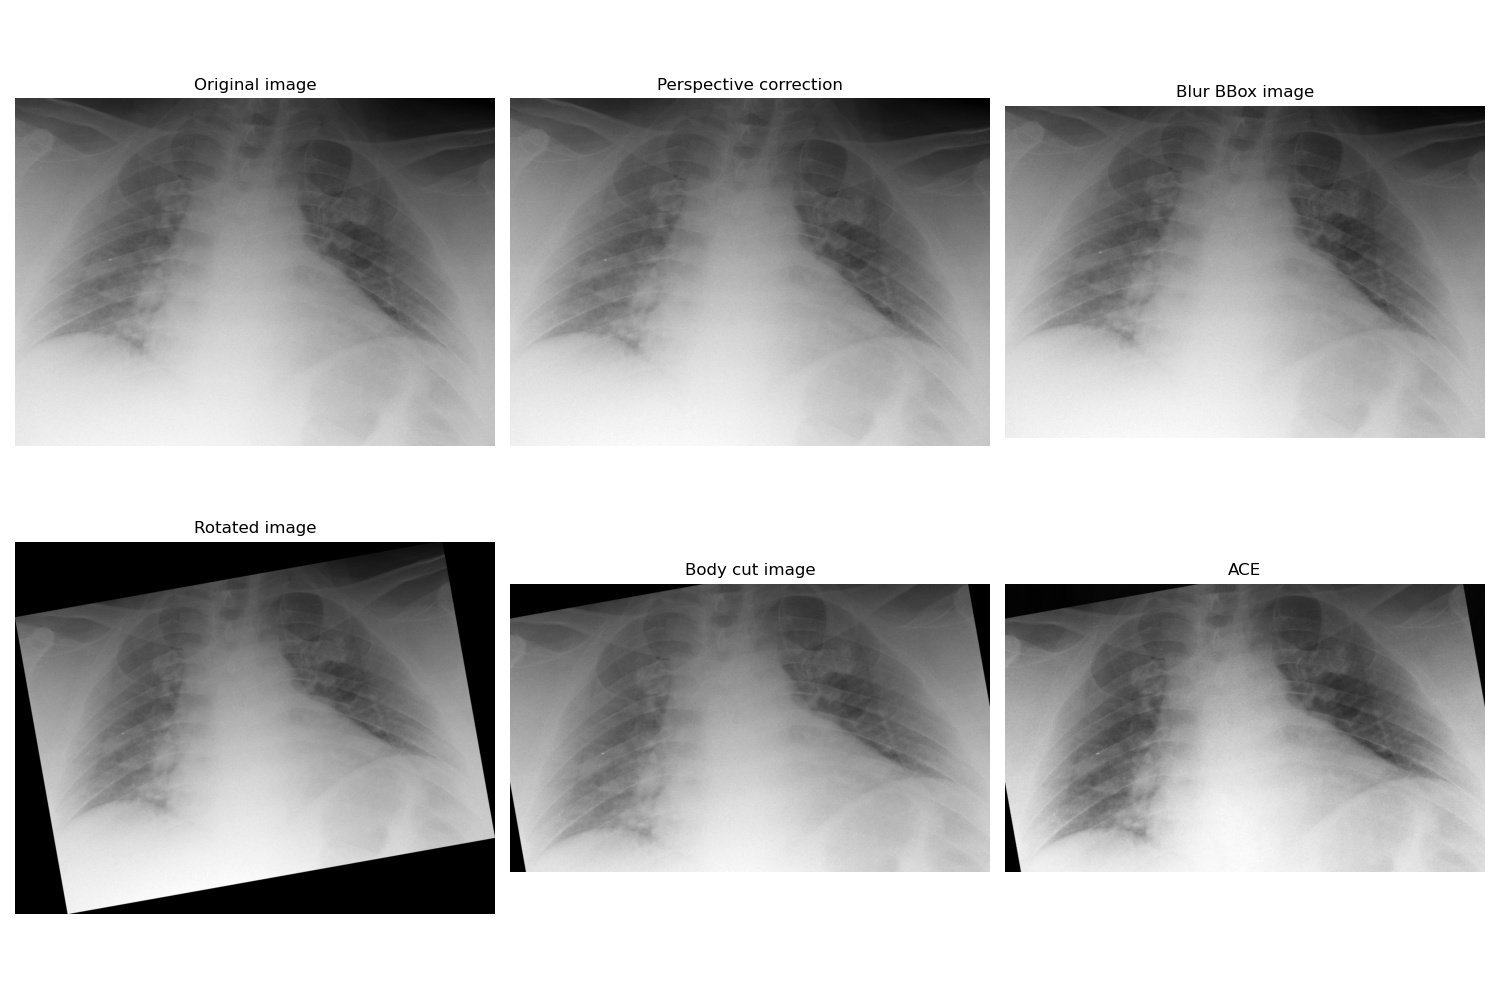 Original image
Perspective correction
Blur BBox image
Rotated image
Body cut image
ACE